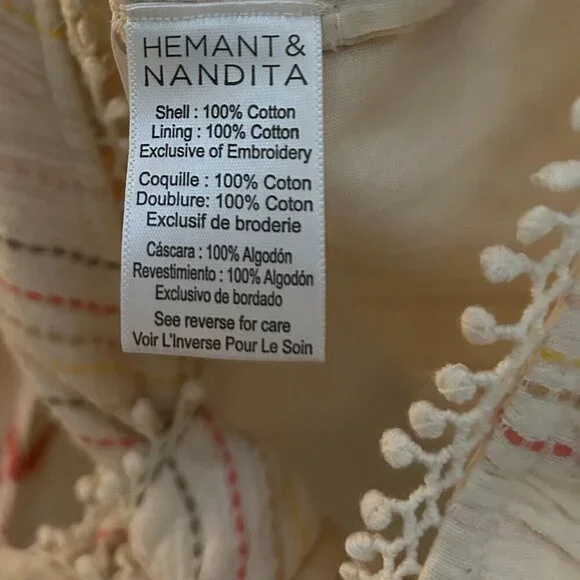 HEMANT &
NANDITA
Shell : 100% Cotton
Lining : 100% Cotton
Exclusive of Embroidery
Coquille : 100% Coton
Doublure: 100% Coton
Exclusif de broderie
Cáscara : 100% Algodón
Revestimiento : 100% Algodón
Exclusivo de bordado
See reverse for care
Voir L'Inverse Pour Le Soin